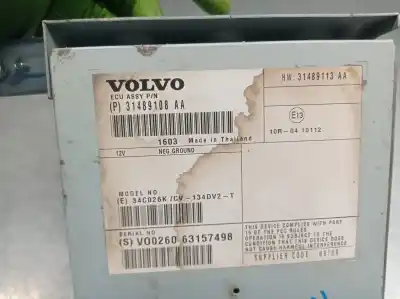 VOLVO
ECU ASSY P/N
(P) 31489108 AA
HW: 31489113 AA
1603 Made in Thailand
E13
10R-04 10112
12V NEG.GROUND
MODEL NO
(E) 34C026K /CV-134DV2-T
SERIAL NO
(S) VO0260 63157498
THIS DEVICE COMPLIES WITH PART
15 OF THE FCC RULES
OPERATION IS SUBJECT TO THE
CONDITION THAT THIS DEVICE DOES
NOT CAUSE HARMFUL INTERFERENCE
SUPPLIER CODE